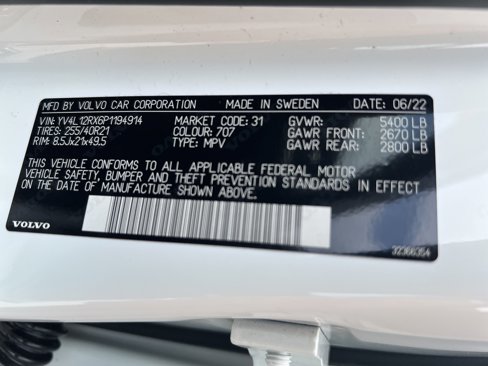 MFD BY VOLVO CAR CORPORATION MADE IN SWEDEN DATE: 06/22
VIN: YV4L12RX6P1194914 MARKET CODE: 31 GVWR: 5400 LB
TIRES: 255/40R21 COLOUR: 707 GAWR FRONT: 2670 LB
RIM: 8.5Jx21x49.5 TYPE: MPV GAWR REAR: 2800 LB
THIS VEHICLE CONFORMS TO ALL APPLICABLE FEDERAL MOTOR
VEHICLE SAFETY, BUMPER AND THEFT PREVENTION STANDARDS IN EFFECT
ON THE DATE OF MANUFACTURE SHOWN ABOVE.
VOLVO
32366354